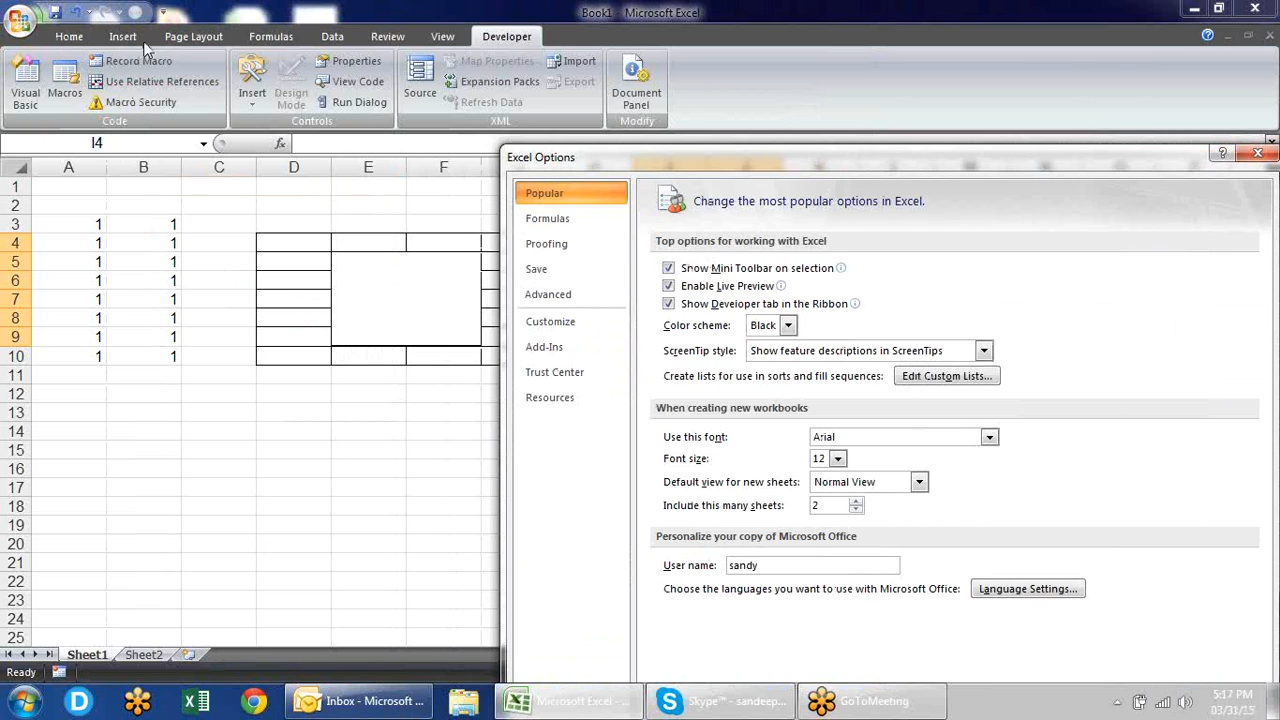 Book1 - Microsoft Excel
Home Insert Page Layout Formulas Data Review View Developer
Visual Basic
Macros
Record Macro
Use Relative References
Macro Security
Code
Insert
Design Mode
Properties
View Code
Run Dialog
Controls
Source
Map Properties
Expansion Packs
Refresh Data
Import
Export
XML
Document Panel
Modify
I4 fx
A B C D E F
1
2
3 1 1
4 1 1
5 1 1
6 1 1
7 1 1
8 1 1
9 1 1
10 1 1
11
12
13
14
15
16
17
18
19
20
21
22
23
24
25
Excel Options
Popular
Formulas
Proofing
Save
Advanced
Customize
Add-Ins
Trust Center
Resources
Change the most popular options in Excel.
Top options for working with Excel
Show Mini Toolbar on selection
Enable Live Preview
Show Developer tab in the Ribbon
Color scheme: Black
ScreenTip style: Show feature descriptions in ScreenTips
Create lists for use in sorts and fill sequences: Edit Custom Lists...
When creating new workbooks
Use this font: Arial
Font size: 12
Default view for new sheets: Normal View
Include this many sheets: 2
Personalize your copy of Microsoft Office
User name: sandy
Choose the languages you want to use with Microsoft Office: Language Settings...
Sheet1 Sheet2
Ready
Inbox - Microsoft ... Microsoft Excel - ... Skype™ - sandeep... GoToMeeting
5:17 PM
03/31/15